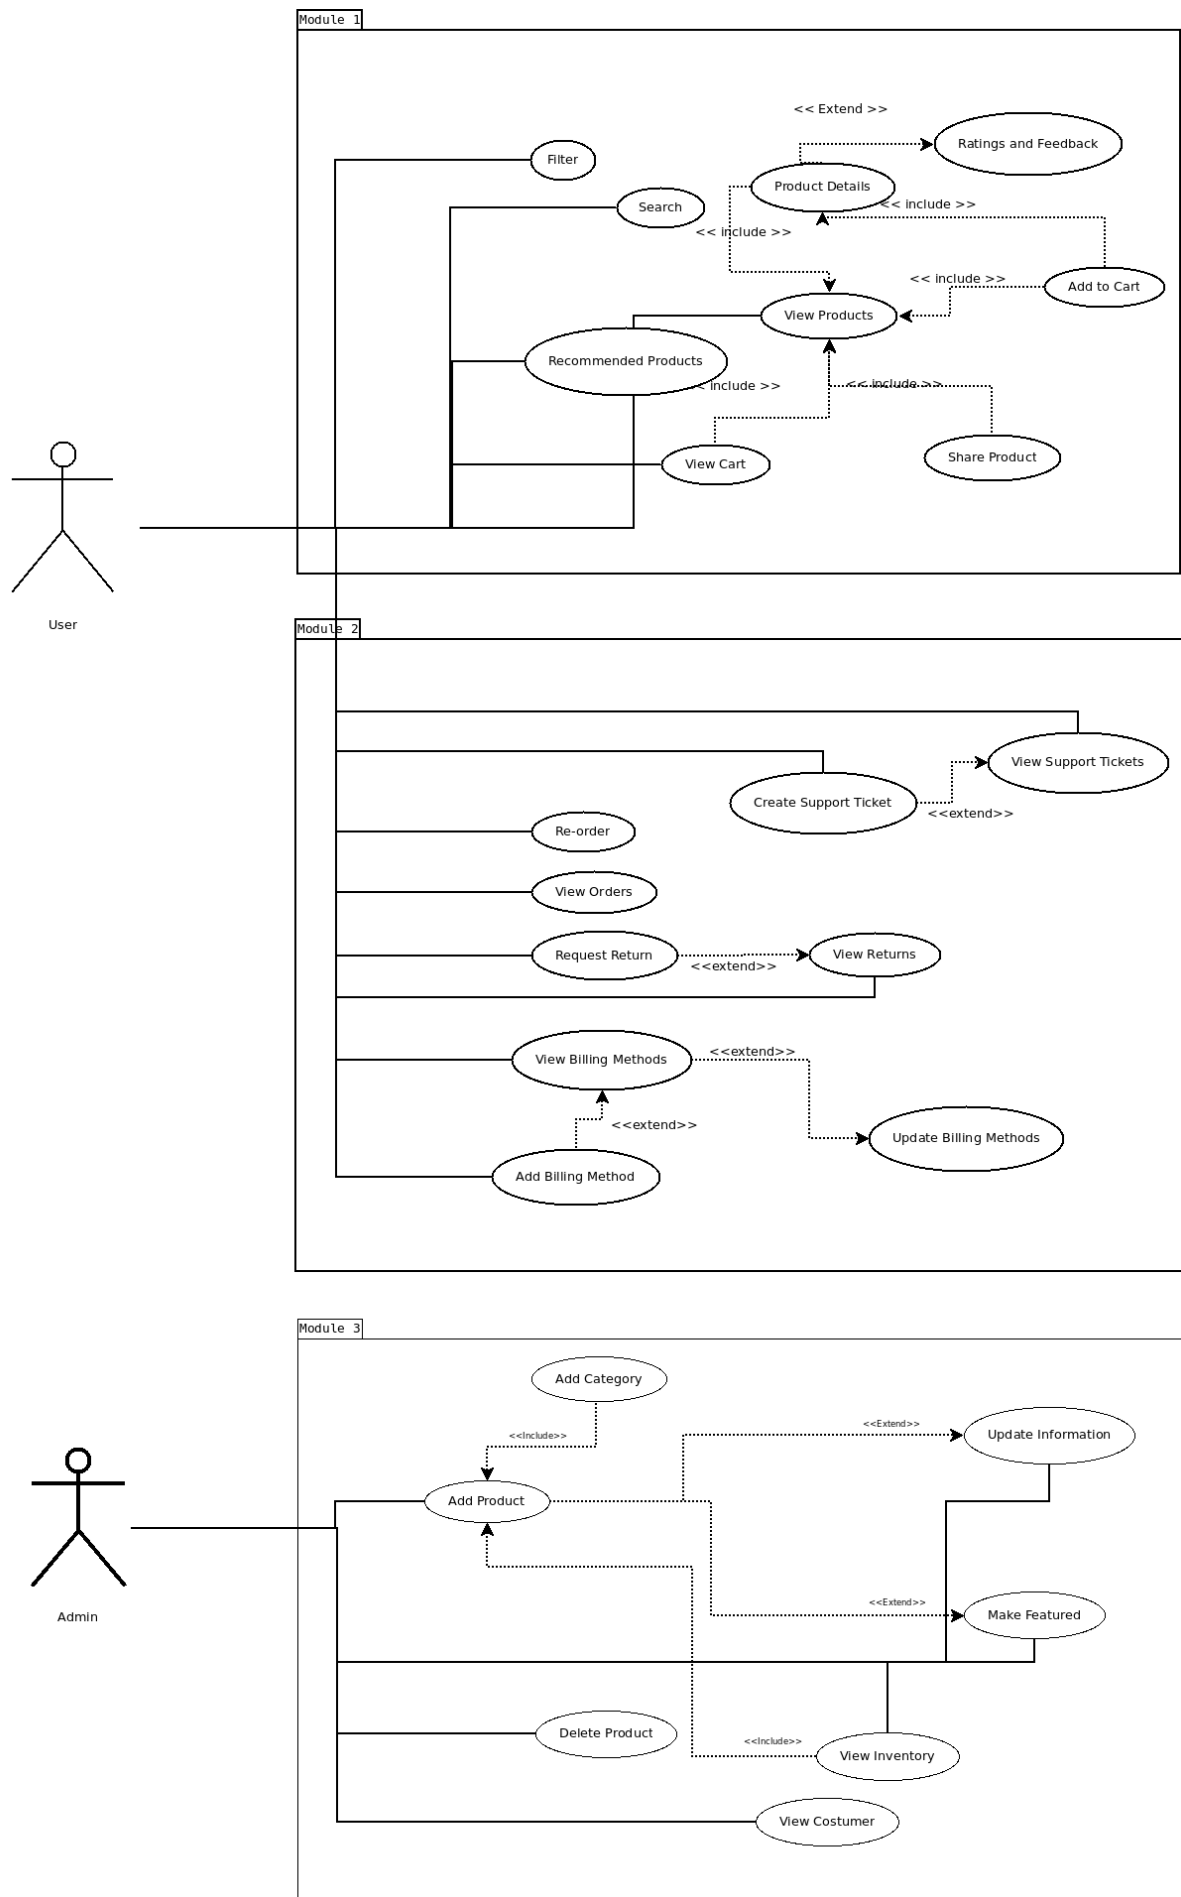 Module 1
<< Extend >>
Ratings and Feedback
Filter
Product Details
Search
<< include >>
<< include >>
<< include >>
Add to Cart
View Products
Recommended Products
< include >>
<< include >>
View Cart
Share Product
User
Module 2
View Support Tickets
Create Support Ticket
<<extend>>
Re-order
View Orders
Request Return
View Returns
<<extend>>
View Billing Methods
<<extend>>
<<extend>>
Update Billing Methods
Add Billing Method
Module 3
Add Category
<<Include>>
<<Extend>>
Update Information
Add Product
Admin
<<Extend>>
Make Featured
Delete Product
<<Include>>
View Inventory
View Costumer